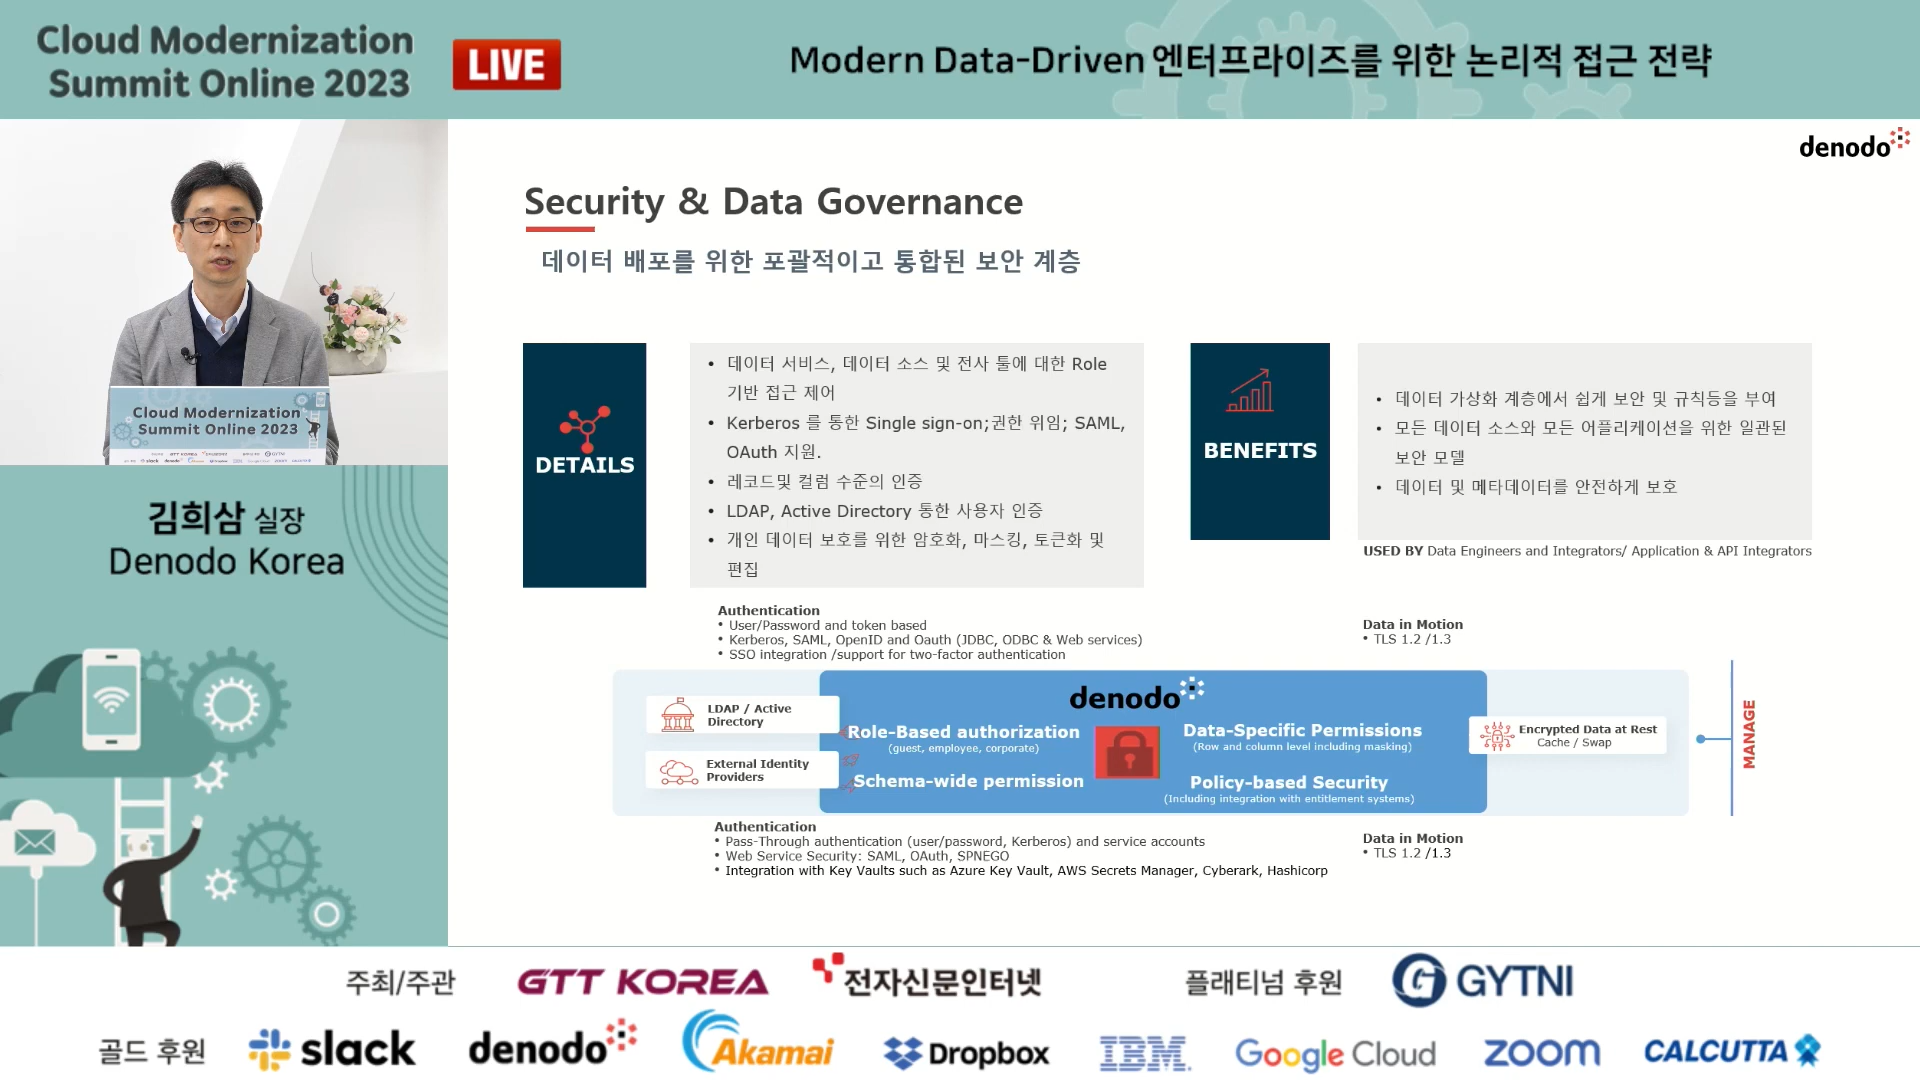 Cloud Modernization
Summit Online 2023
LIVE
Modern Data-Driven 엔터프라이즈를 위한 논리적 접근 전략
denodo
Security & Data Governance
데이터 배포를 위한 포괄적이고 통합된 보안 계층
DETAILS
• 데이터 서비스, 데이터 소스 및 전사 툴에 대한 Role
기반 접근 제어
• Kerberos 를 통한 Single sign-on;권한 위임; SAML,
OAuth 지원.
• 레코드및 컬럼 수준의 인증
• LDAP, Active Directory 통한 사용자 인증
• 개인 데이터 보호를 위한 암호화, 마스킹, 토큰화 및
편집
BENEFITS
• 데이터 가상화 계층에서 쉽게 보안 및 규칙등을 부여
• 모든 데이터 소스와 모든 어플리케이션을 위한 일관된
보안 모델
• 데이터 및 메타데이터를 안전하게 보호
USED BY Data Engineers and Integrators/ Application & API Integrators
Authentication
• User/Password and token based
• Kerberos, SAML, OpenID and Oauth (JDBC, ODBC & Web services)
• SSO integration /support for two-factor authentication
Data in Motion
• TLS 1.2 /1.3
LDAP / Active
Directory
External Identity
Providers
denodo
Role-Based authorization
(guest, employee, corporate)
Schema-wide permission
Data-Specific Permissions
(Row and column level including masking)
Policy-based Security
(Including integration with entitlement systems)
Encrypted Data at Rest
Cache / Swap
MANAGE
Authentication
• Pass-Through authentication (user/password, Kerberos) and service accounts
• Web Service Security: SAML, OAuth, SPNEGO
• Integration with Key Vaults such as Azure Key Vault, AWS Secrets Manager, Cyberark, Hashicorp
Data in Motion
• TLS 1.2 /1.3
Cloud Modernization
Summit Online 2023
김희삼 실장
Denodo Korea
주최/주관 GTT KOREA 전자신문인터넷 플래티넘 후원 GYTNI
골드 후원 slack denodo Akamai Dropbox IBM Google Cloud zoom CALCUTTA